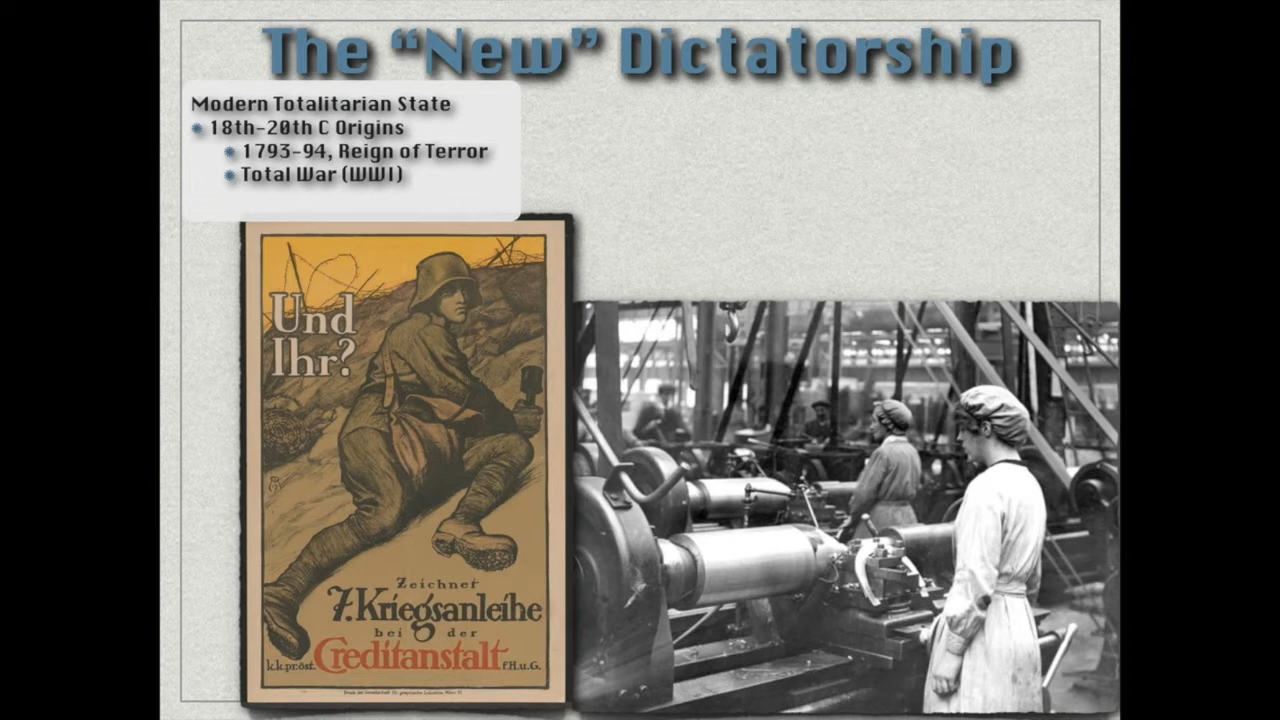 The “New” Dictatorship
Modern Totalitarian State
18th-20th C Origins
1793-94, Reign of Terror
Total War (WWI)
Und
Ihr?
Zeichnet
7. Kriegsanleihe
bei der
k.k.pr.öst. Creditanstalt f.H.u.G.